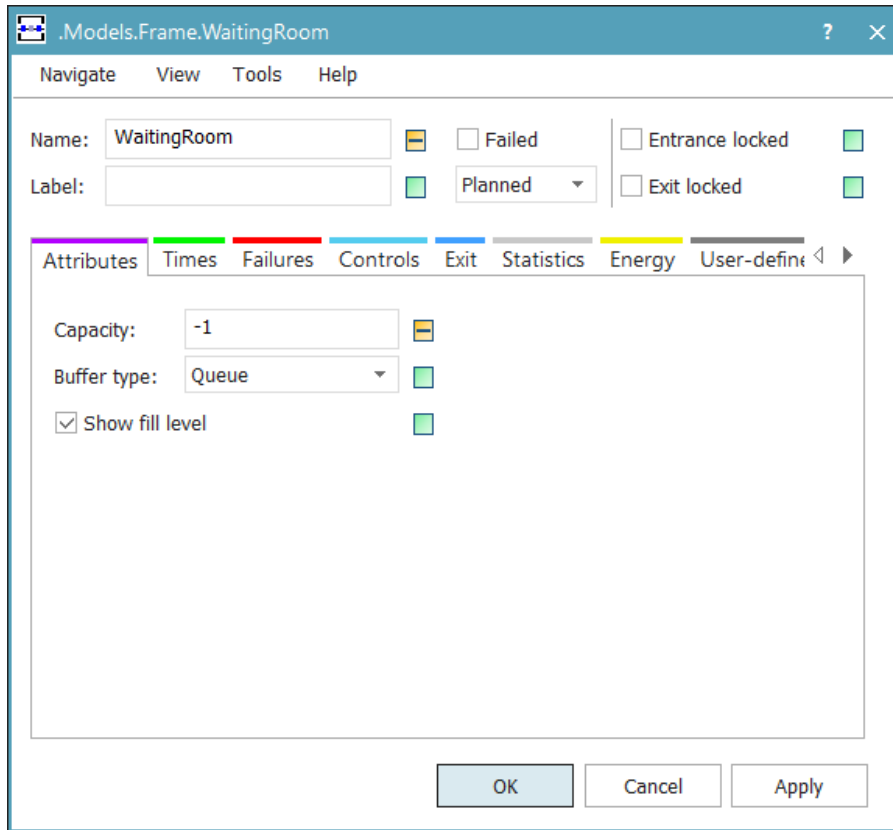 .Models.Frame.WaitingRoom ?
Navigate View Tools Help
Name: WaitingRoom Failed Entrance locked
Label: Planned Exit locked
Attributes Times Failures Controls Exit Statistics Energy User-define
Capacity: -1
Buffer type: Queue
Show fill level
OK Cancel Apply